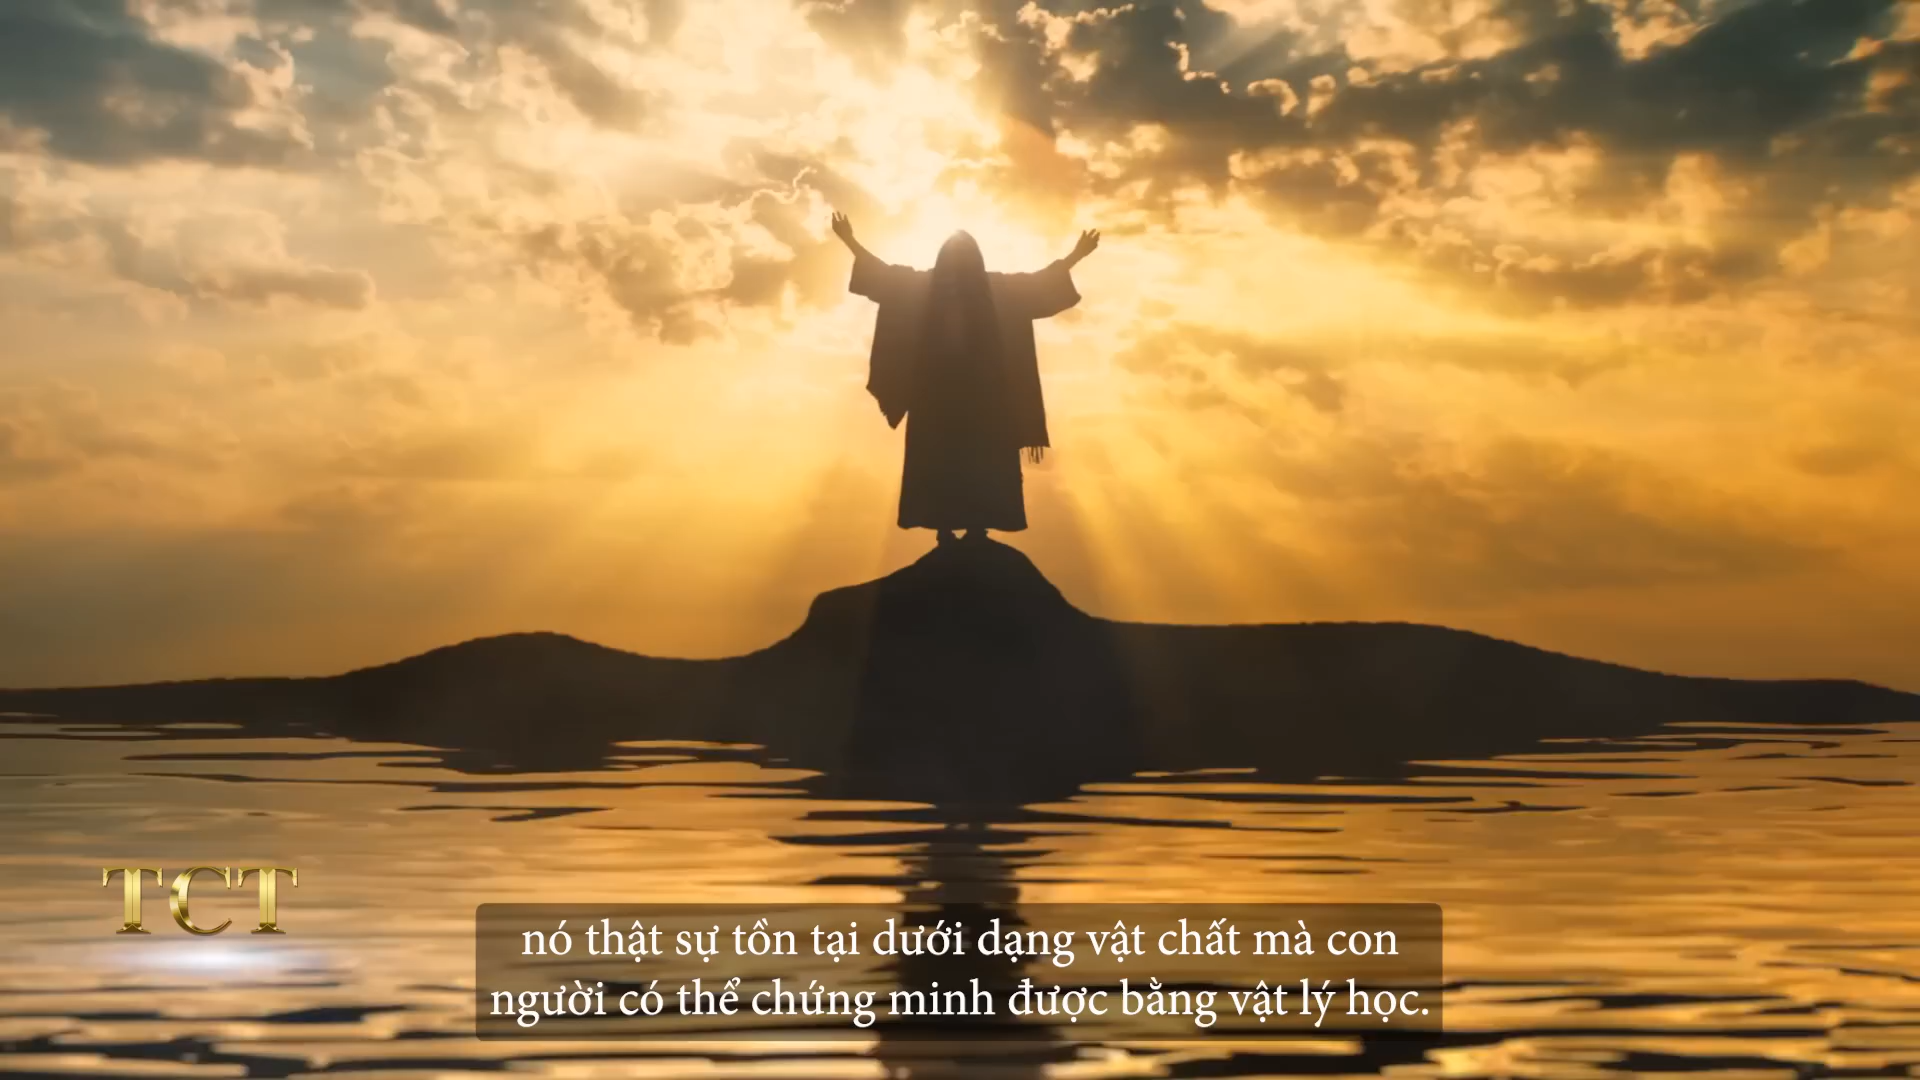 TCT
nó thật sự tồn tại dưới dạng vật chất mà con
người có thể chứng minh được bằng vật lý học.